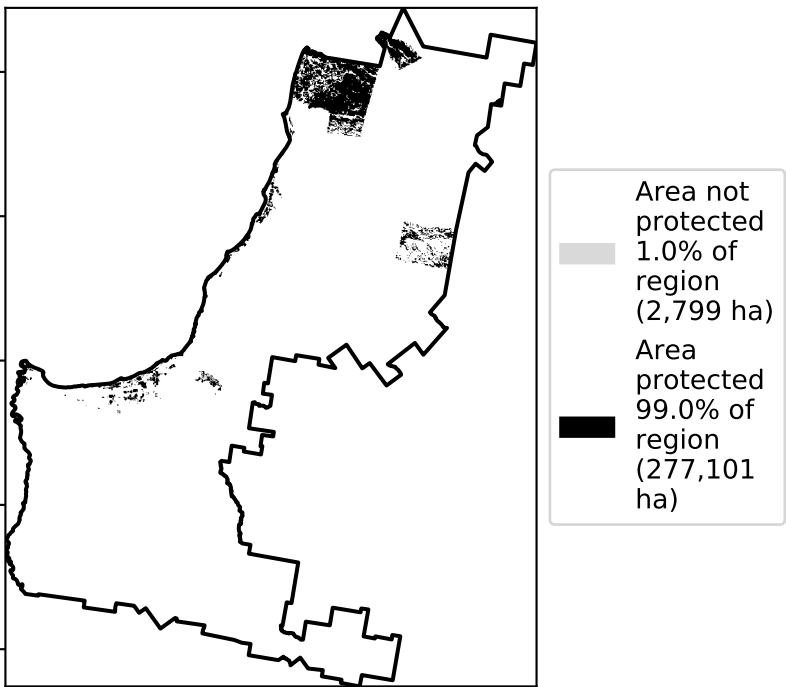 Area not
protected
1.0% of
region
(2,799 ha)
Area
protected
99.0% of
region
(277,101
ha)